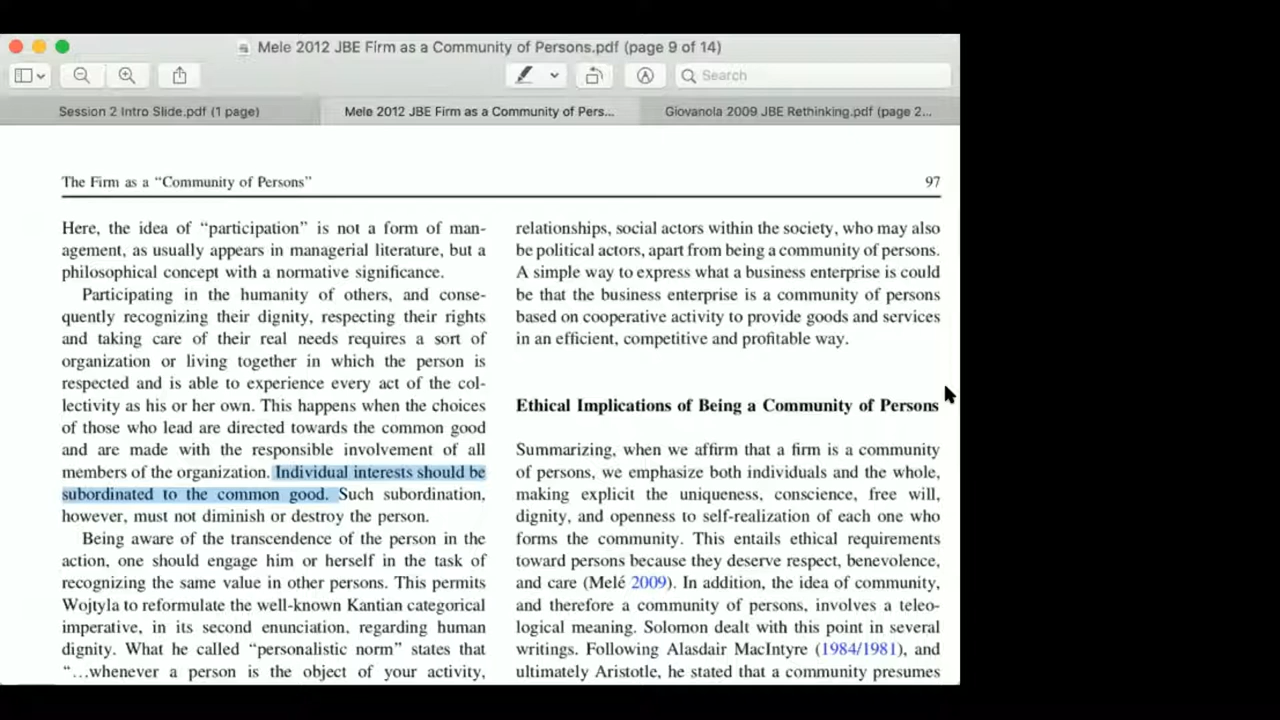 Mele 2012 JBE Firm as a Community of Persons.pdf (page 9 of 14)
Search
Session 2 Intro Slide.pdf (1 page)
Mele 2012 JBE Firm as a Community of Pers...
Giovanola 2009 JBE Rethinking.pdf (page 2...
The Firm as a “Community of Persons”
97
Here, the idea of “participation” is not a form of man-
agement, as usually appears in managerial literature, but a
philosophical concept with a normative significance.
Participating in the humanity of others, and conse-
quently recognizing their dignity, respecting their rights
and taking care of their real needs requires a sort of
organization or living together in which the person is
respected and is able to experience every act of the col-
lectivity as his or her own. This happens when the choices
of those who lead are directed towards the common good
and are made with the responsible involvement of all
members of the organization. Individual interests should be
subordinated to the common good. Such subordination,
however, must not diminish or destroy the person.
Being aware of the transcendence of the person in the
action, one should engage him or herself in the task of
recognizing the same value in other persons. This permits
Wojtyla to reformulate the well-known Kantian categorical
imperative, in its second enunciation, regarding human
dignity. What he called “personalistic norm” states that
“…whenever a person is the object of your activity,
relationships, social actors within the society, who may also
be political actors, apart from being a community of persons.
A simple way to express what a business enterprise is could
be that the business enterprise is a community of persons
based on cooperative activity to provide goods and services
in an efficient, competitive and profitable way.
Ethical Implications of Being a Community of Persons
Summarizing, when we affirm that a firm is a community
of persons, we emphasize both individuals and the whole,
making explicit the uniqueness, conscience, free will,
dignity, and openness to self-realization of each one who
forms the community. This entails ethical requirements
toward persons because they deserve respect, benevolence,
and care (Melé 2009). In addition, the idea of community,
and therefore a community of persons, involves a teleo-
logical meaning. Solomon dealt with this point in several
writings. Following Alasdair MacIntyre (1984/1981), and
ultimately Aristotle, he stated that a community presumes